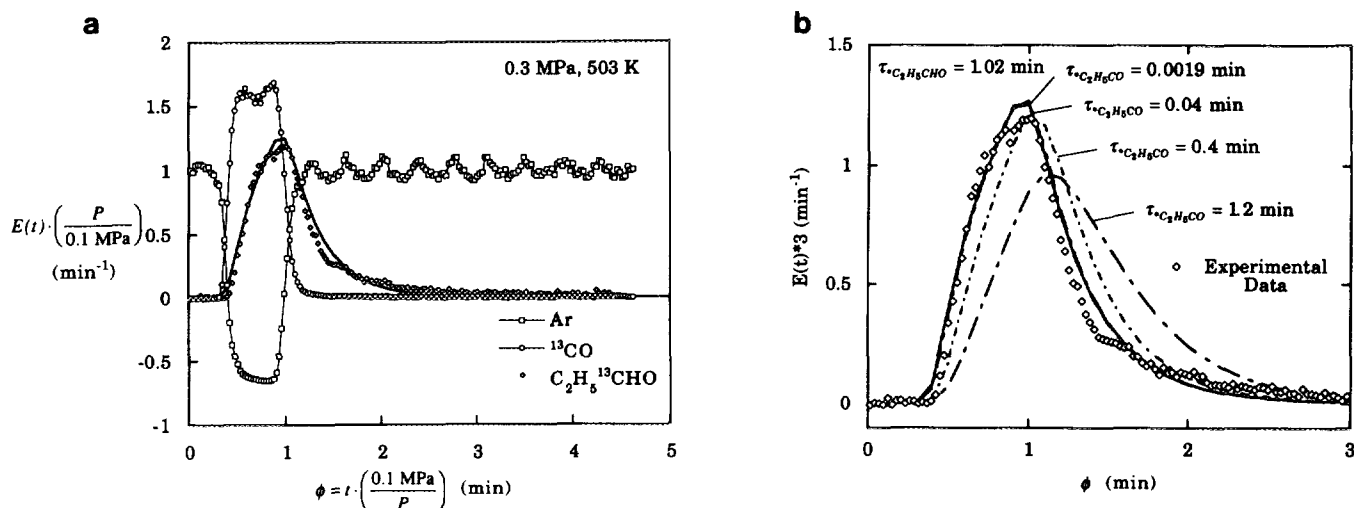 a
2
1.5
1
0.5
0
-0.5
-1
E(t)·(P/0.1 MPa)
(min⁻¹)
0.3 MPa, 503 K
Ar
¹³CO
C₂H₅¹³CHO
0 1 2 3 4 5
ϕ = t·(0.1 MPa/P) (min)
b
1.5
1
0.5
0
E(t)*3 (min⁻¹)
τ*C₂H₅CHO = 1.02 min
τ*C₂H₅CO = 0.0019 min
τ*C₂H₅CO = 0.04 min
τ*C₂H₅CO = 0.4 min
τ*C₂H₅CO = 1.2 min
Experimental
Data
0 1 2 3
ϕ (min)